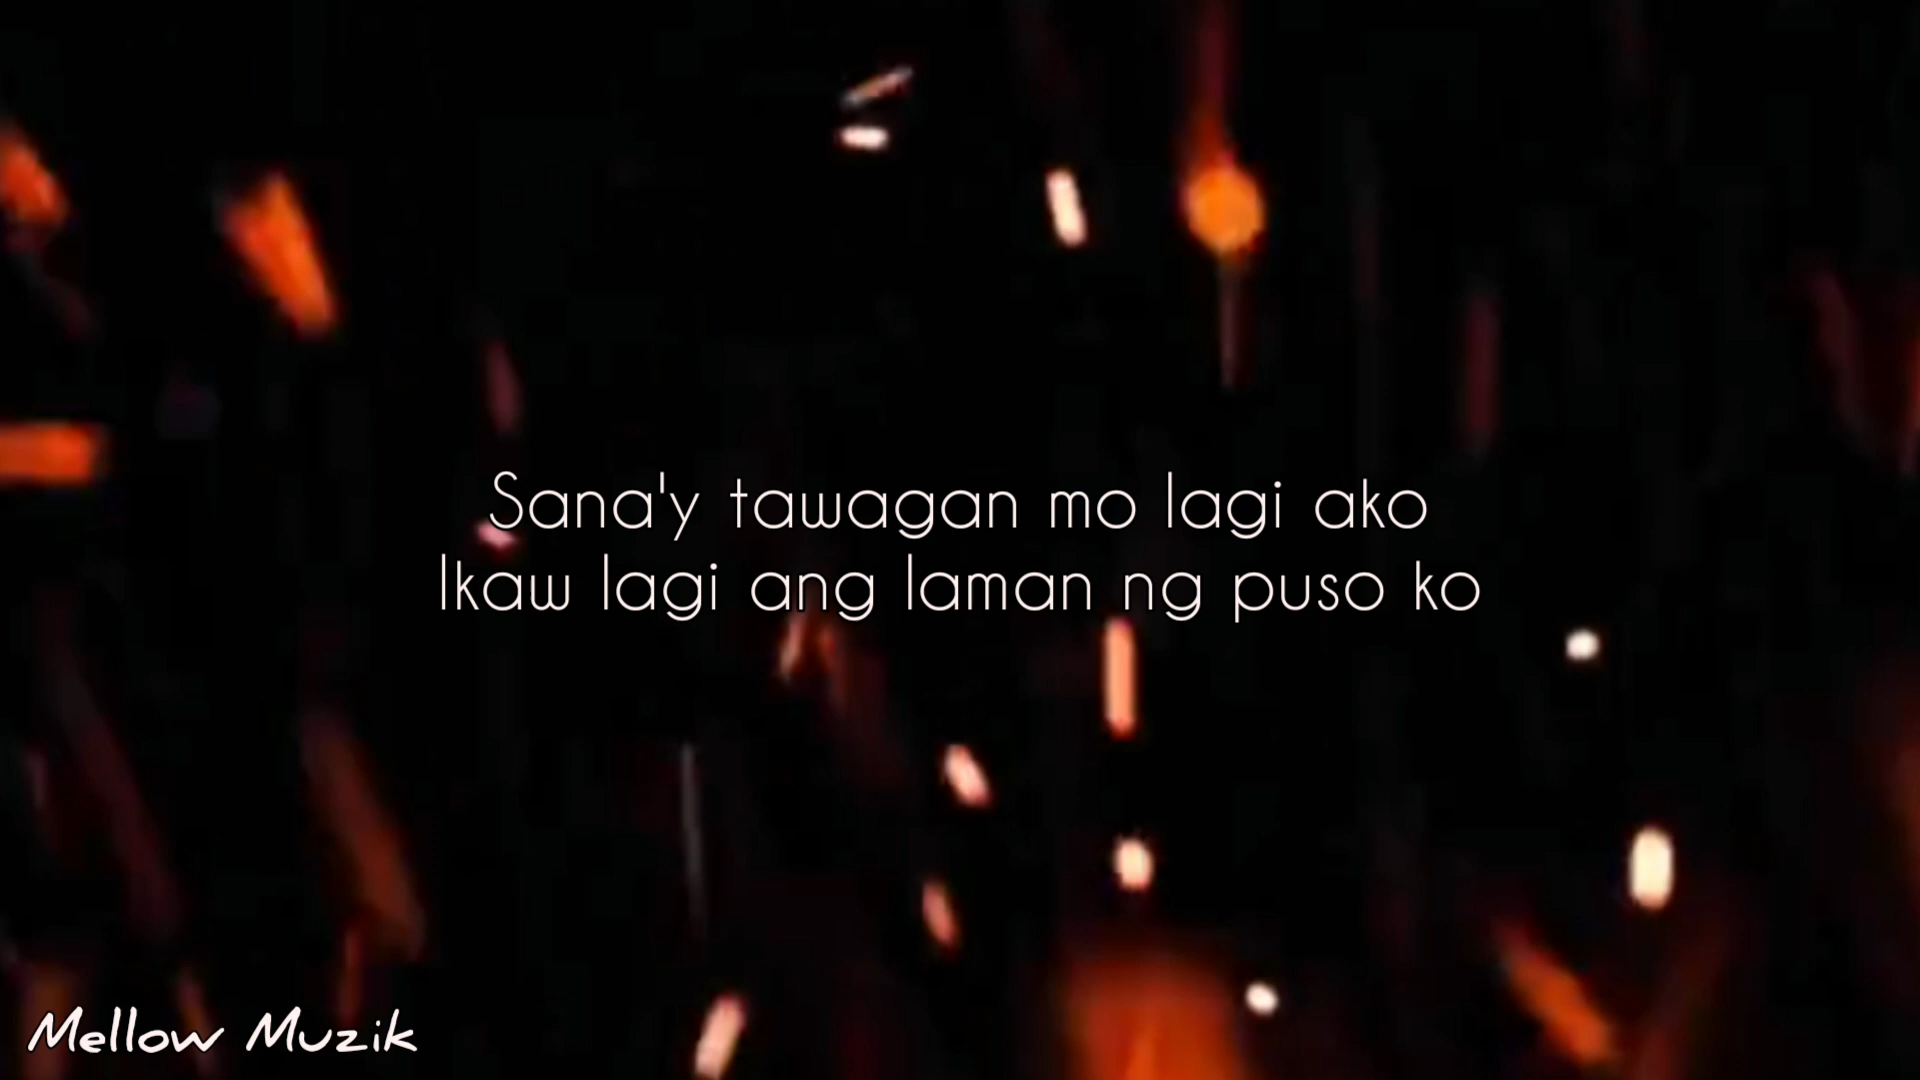 Sana'y tawagan mo lagi ako
Ikaw lagi ang laman ng puso ko
Mellow Muzik